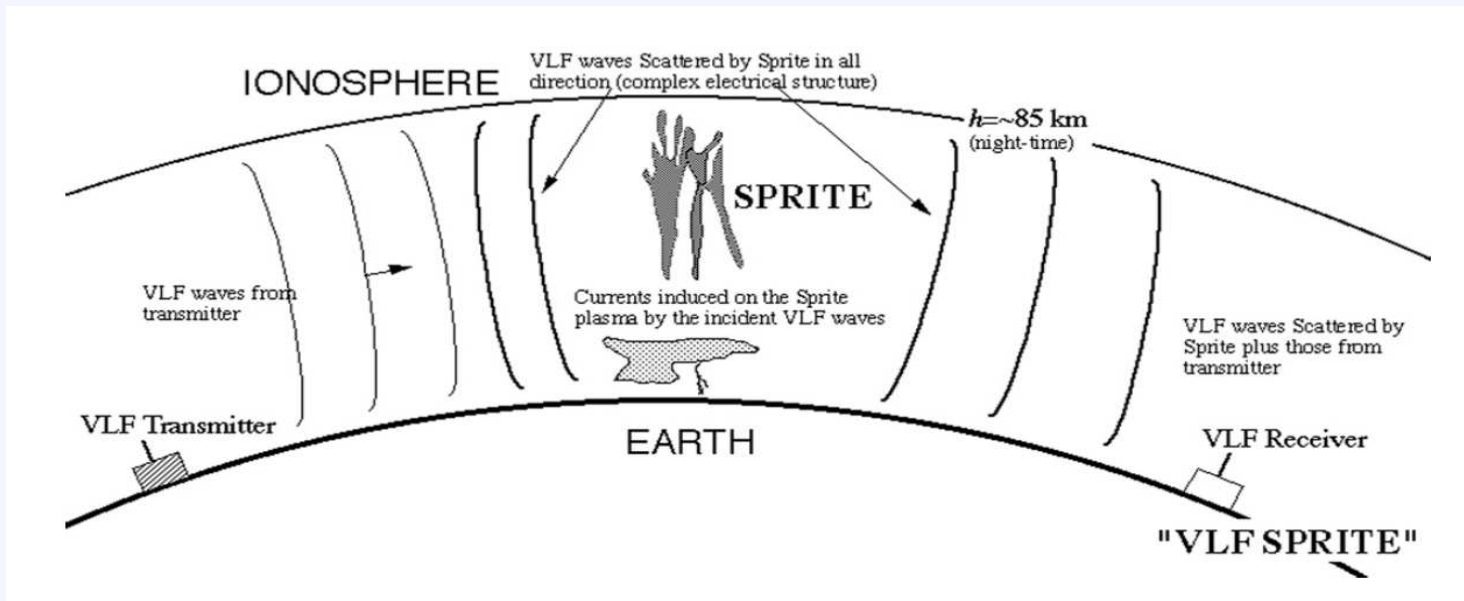 VLF waves Scattered by Sprite in all
direction (complex electrical structure)
IONOSPHERE
h=~85 km
(night-time)
SPRITE
VLF waves from
transmitter
Currents induced on the Sprite
plasma by the incident VLF waves
VLF waves Scattered by
Sprite plus those from
transmitter
VLF Transmitter
EARTH
VLF Receiver
"VLF SPRITE"